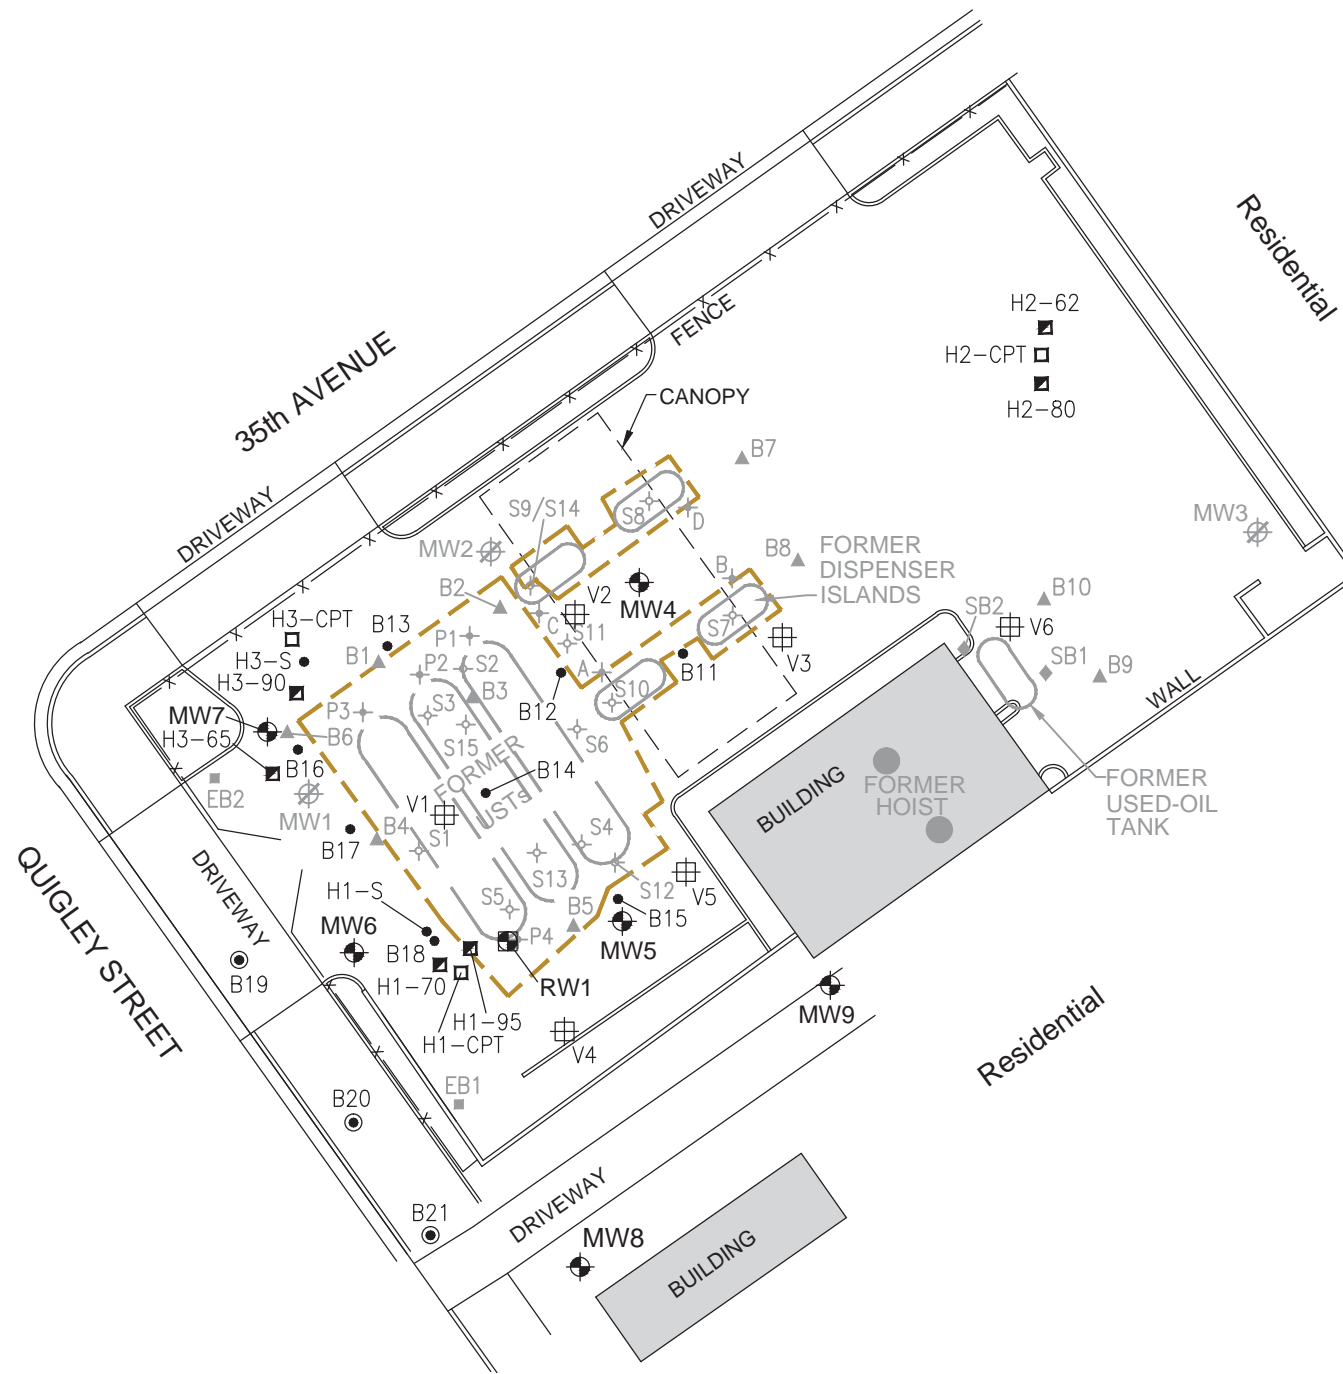 DRIVEWAY
Residential
35th AVENUE
FENCE
H2-62
H2-CPT
H2-80
CANOPY
B7
DRIVEWAY
S9/S14
S8
D
MW3
MW2
B8
FORMER
DISPENSER
ISLANDS
B
B2
V2
MW4
B10
H3-CPT
B13
C
S11
SB2
V6
P1
S7
H3-S
B1
P2
S2
A
B11
V3
SB1
B9
H3-90
B3
S10
B12
WALL
MW7
P3
S3
H3-65
B6
S15
S6
B16
FORMER
USTs
B14
BUILDING
FORMER
HOIST
FORMER
USED-OIL
TANK
EB2
MW1
V1
B17
B4
S1
S4
QUIGLEY STREET
DRIVEWAY
S13
S12
V5
H1-S
S5
B5
B15
MW6
B18
P4
MW5
B19
H1-70
RW1
H1-95
H1-CPT
MW9
V4
Residential
EB1
B20
B21
DRIVEWAY
MW8
BUILDING